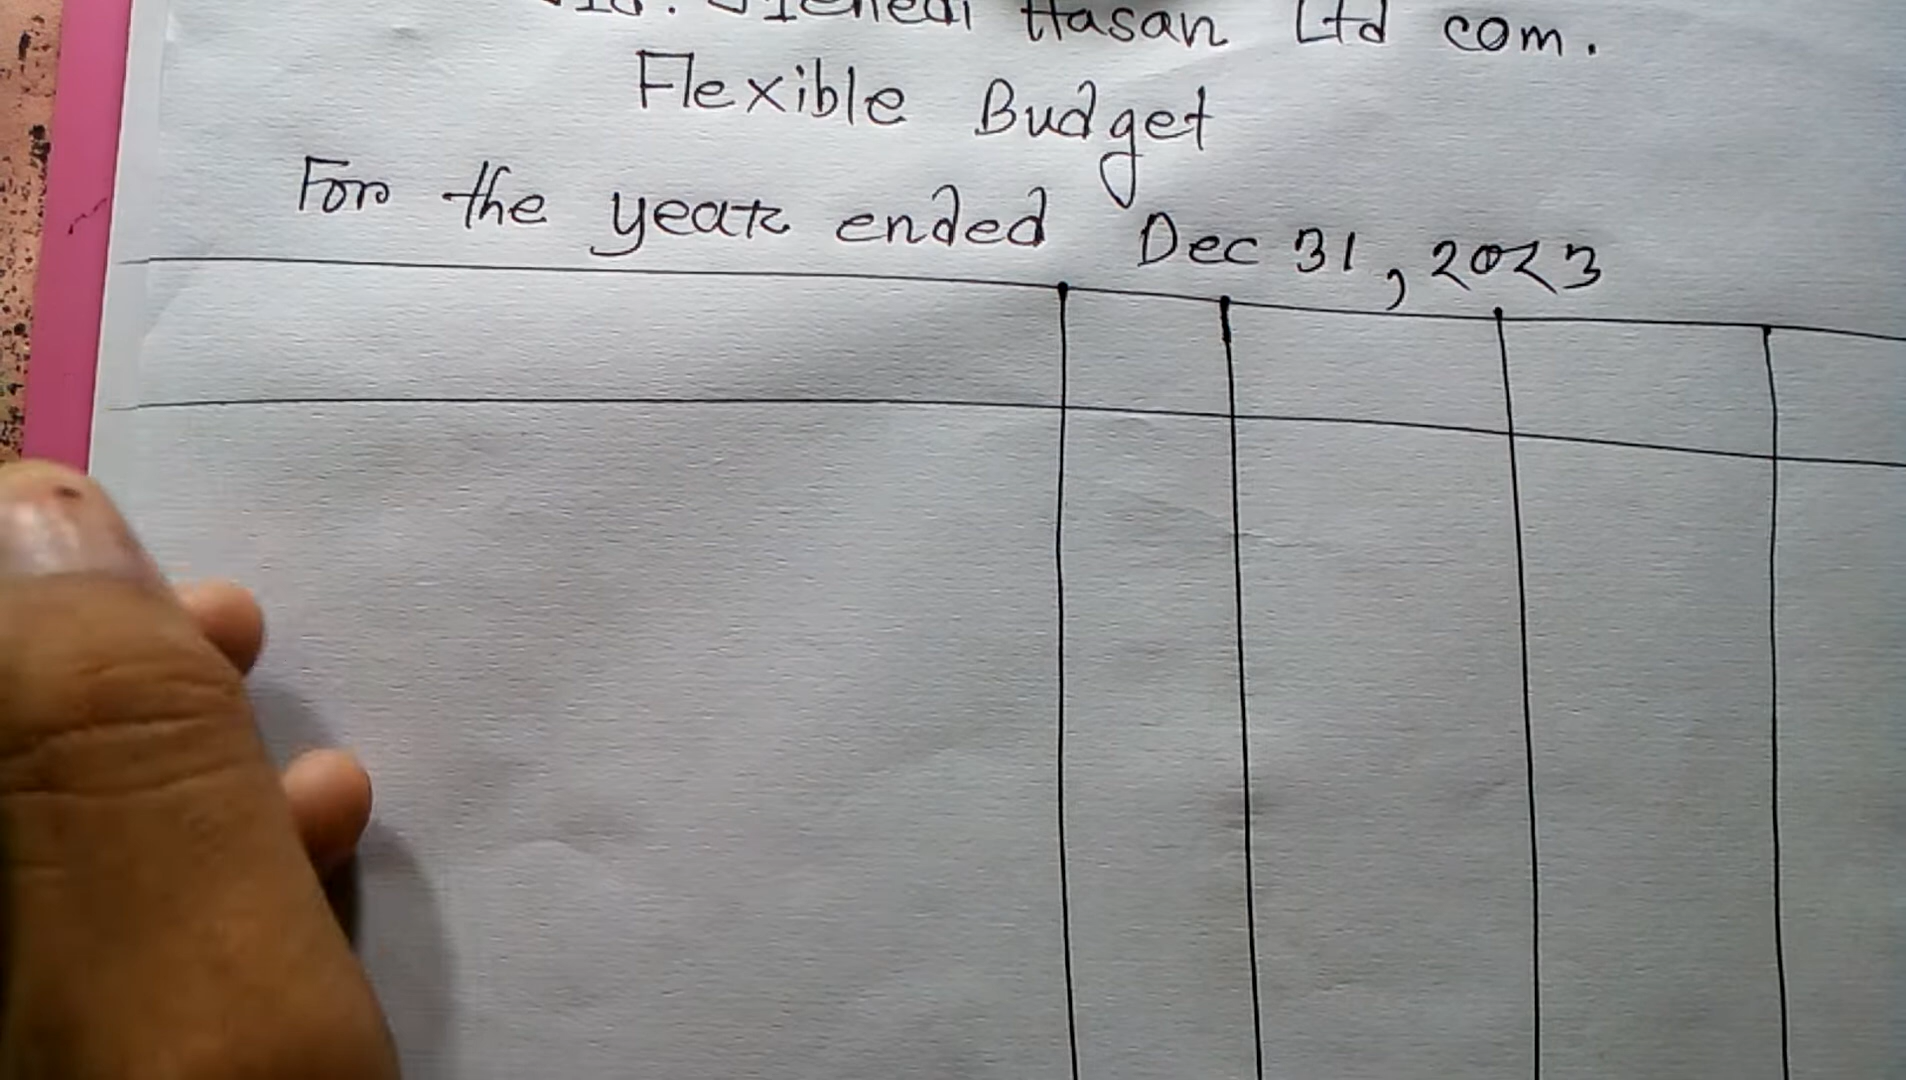 Hasan Ltd com.
Flexible Budget
For the year ended Dec 31, 2023